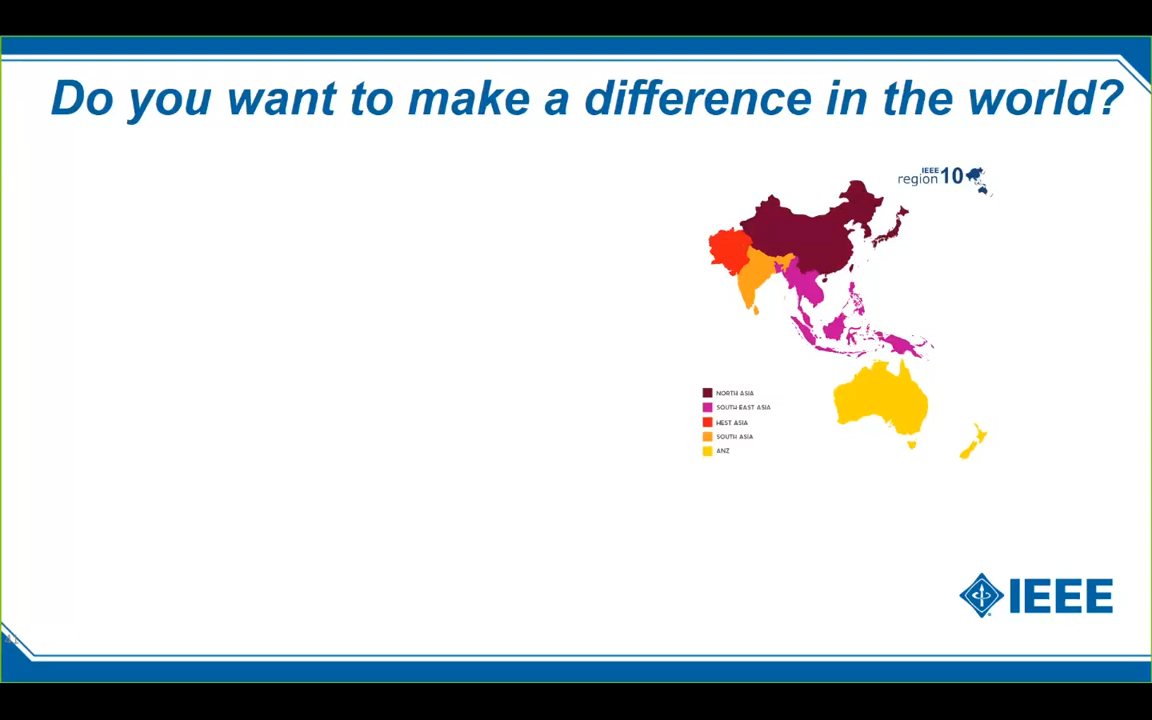 Do you want to make a difference in the world?
IEEE
region 10
NORTH ASIA
SOUTH EAST ASIA
WEST ASIA
SOUTH ASIA
ANZ
IEEE